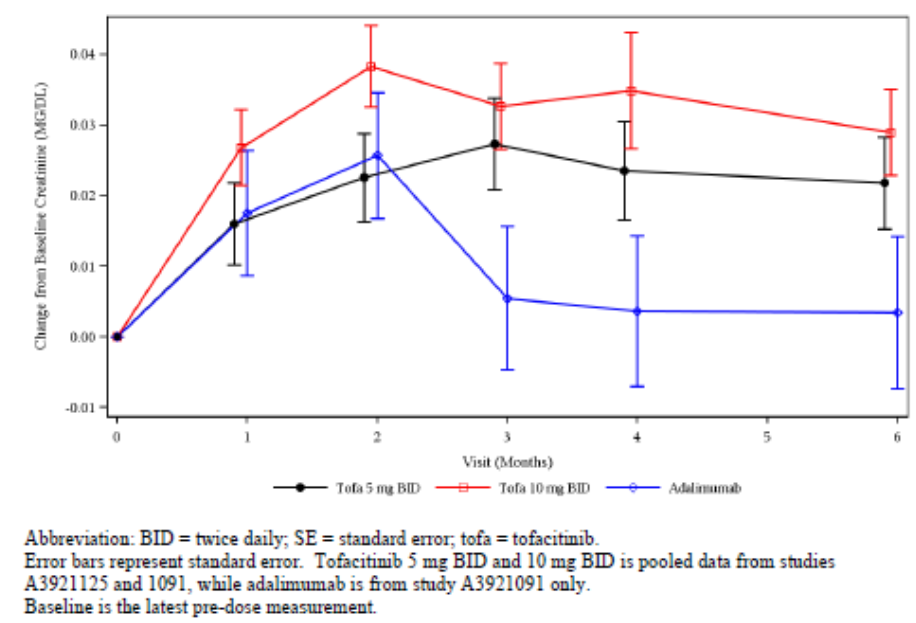 Change from Baseline Creatinine (MG/DL)
0.04
0.03
0.02
0.01
0.00
-0.01
0 1 2 3 4 5 6
Visit (Months)
Tofa 5 mg BID Tofa 10 mg BID Adalimumab
Abbreviation: BID = twice daily; SE = standard error; tofa = tofacitinib.
Error bars represent standard error. Tofacitinib 5 mg BID and 10 mg BID is pooled data from studies
A3921125 and 1091, while adalimumab is from study A3921091 only.
Baseline is the latest pre-dose measurement.